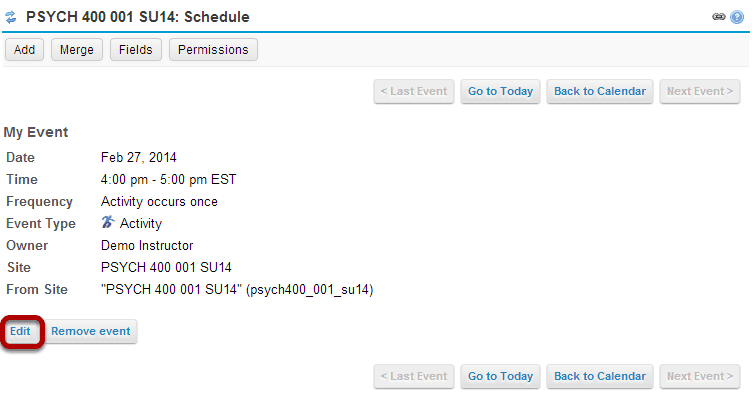 PSYCH 400 001 SU14: Schedule
Add Merge Fields Permissions
< Last Event Go to Today Back to Calendar Next Event >
My Event
Date Feb 27, 2014
Time 4:00 pm - 5:00 pm EST
Frequency Activity occurs once
Event Type Activity
Owner Demo Instructor
Site PSYCH 400 001 SU14
From Site "PSYCH 400 001 SU14" (psych400_001_su14)
Edit Remove event
< Last Event Go to Today Back to Calendar Next Event >